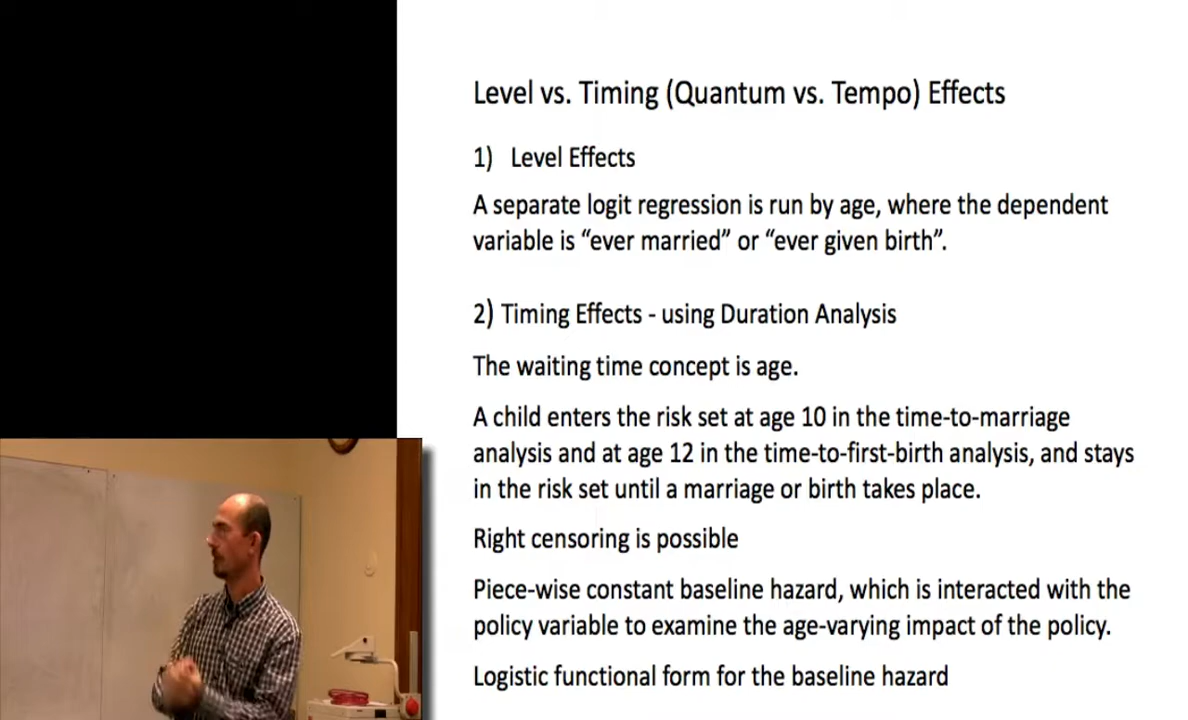 Level vs. Timing (Quantum vs. Tempo) Effects
1) Level Effects
A separate logit regression is run by age, where the dependent
variable is “ever married” or “ever given birth”.
2) Timing Effects - using Duration Analysis
The waiting time concept is age.
A child enters the risk set at age 10 in the time-to-marriage
analysis and at age 12 in the time-to-first-birth analysis, and stays
in the risk set until a marriage or birth takes place.
Right censoring is possible
Piece-wise constant baseline hazard, which is interacted with the
policy variable to examine the age-varying impact of the policy.
Logistic functional form for the baseline hazard